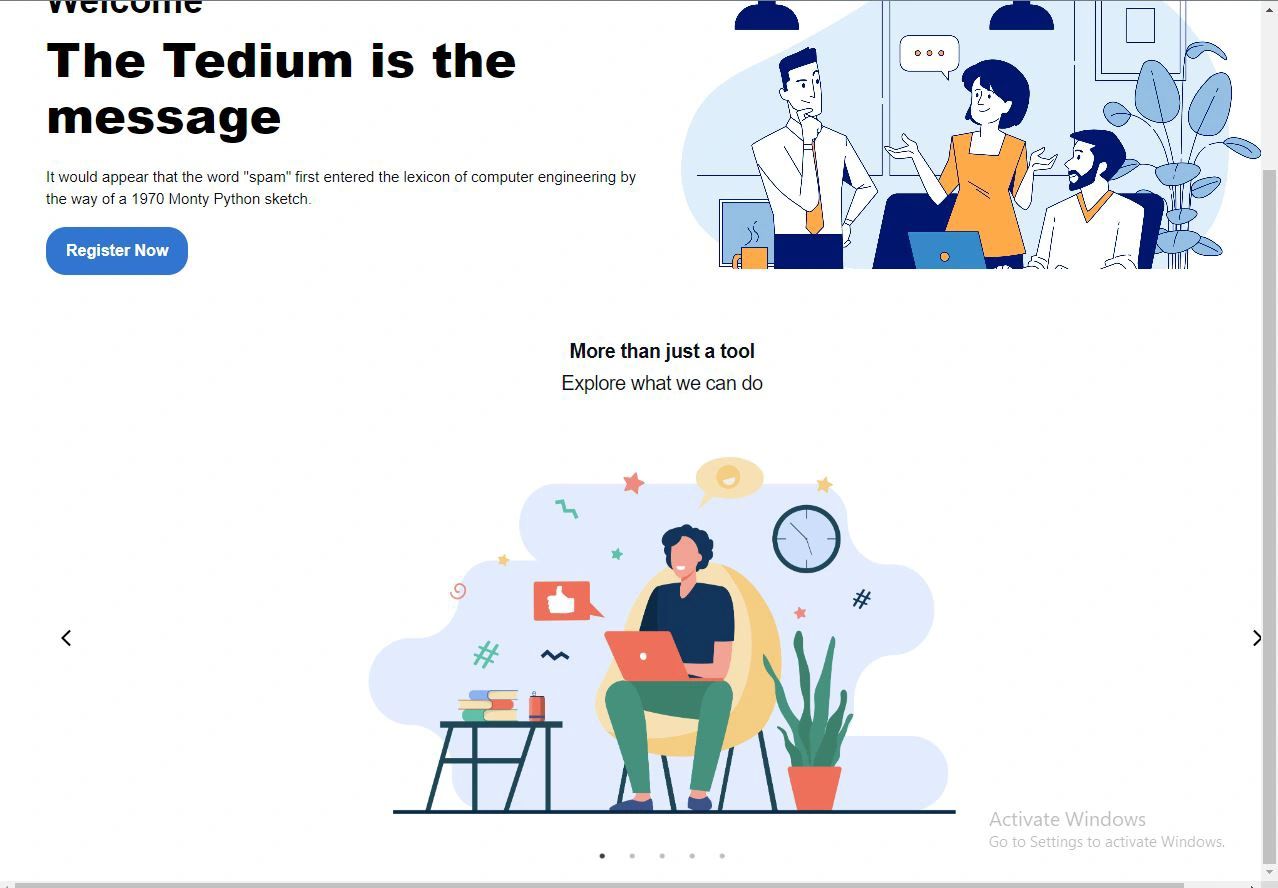 Welcome
The Tedium is the
message
It would appear that the word "spam" first entered the lexicon of computer engineering by
the way of a 1970 Monty Python sketch.
Register Now
More than just a tool
Explore what we can do
Activate Windows
Go to Settings to activate Windows.